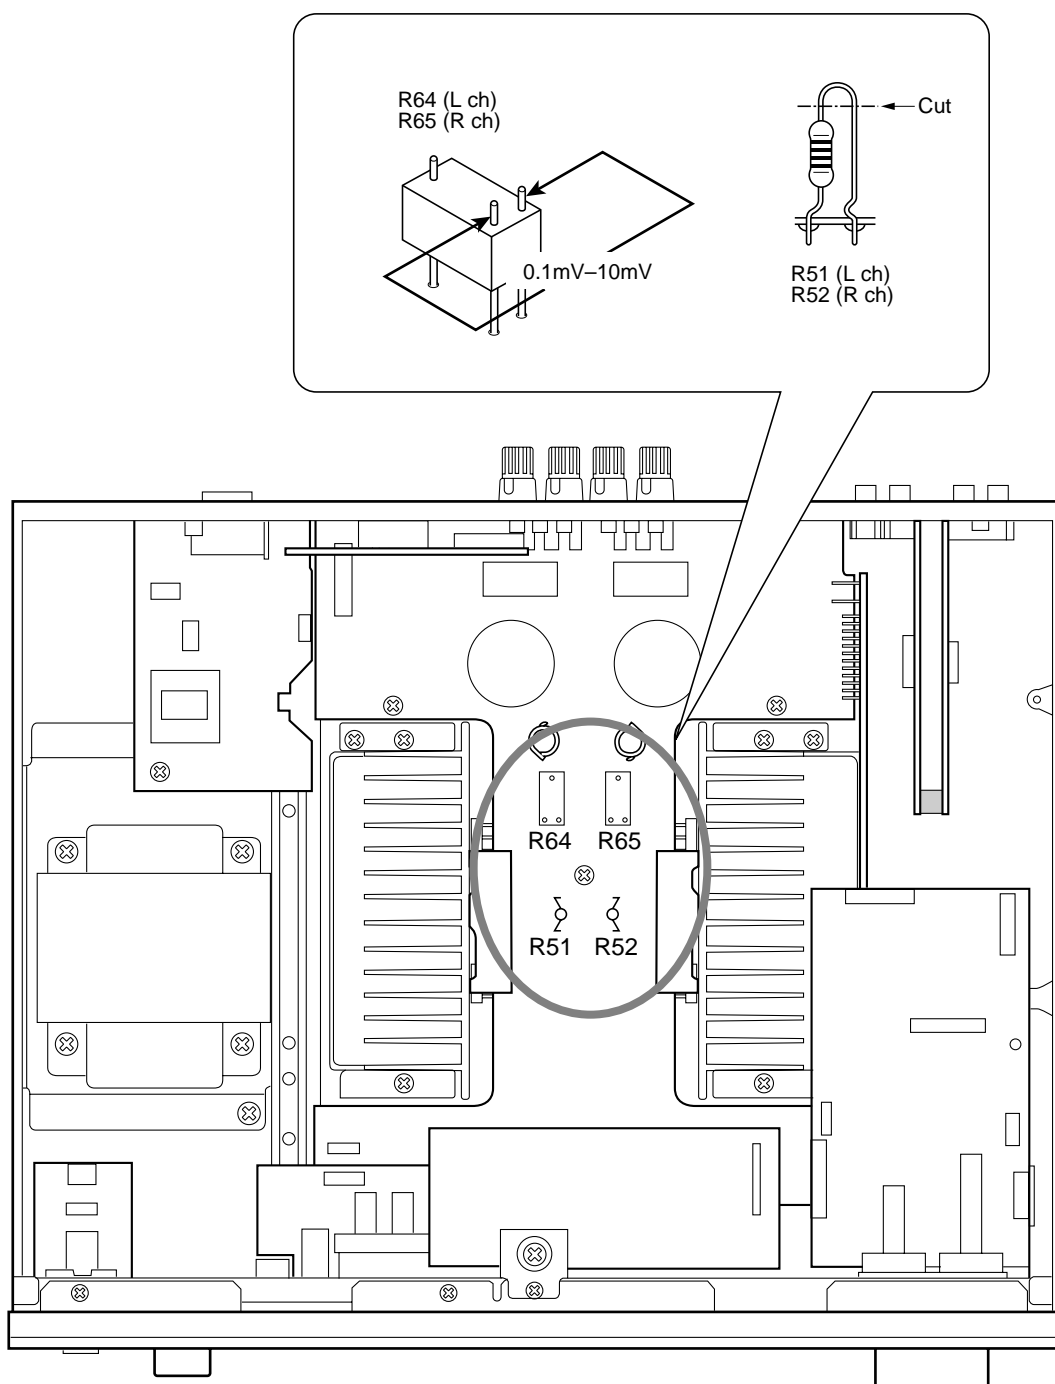 R64 (L ch)
R65 (R ch)
Cut
0.1mV–10mV
R51 (L ch)
R52 (R ch)
R64 R65
R51 R52